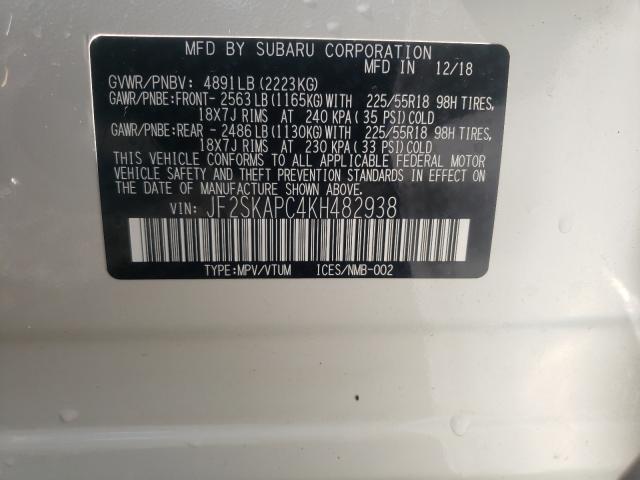 MFD BY SUBARU CORPORATION
MFD IN 12/18
GVWR/PNBV: 4891LB(2223KG)
GAWR/PNBE:FRONT- 2563LB(1165KG)WITH 225/55R18 98H TIRES,
18X7J RIMS AT 240 KPA(35 PSI)COLD
GAWR/PNBE:REAR - 2486LB(1130KG)WITH 225/55R18 98H TIRES,
18X7J RIMS AT 230 KPA(33 PSI)COLD
THIS VEHICLE CONFORMS TO ALL APPLICABLE FEDERAL MOTOR
VEHICLE SAFETY AND THEFT PREVENTION STANDARDS IN EFFECT ON
THE DATE OF MANUFACTURE SHOWN ABOVE.
VIN: JF2SKAPC4KH482938
TYPE:MPV/VTUM ICES/NMB-002